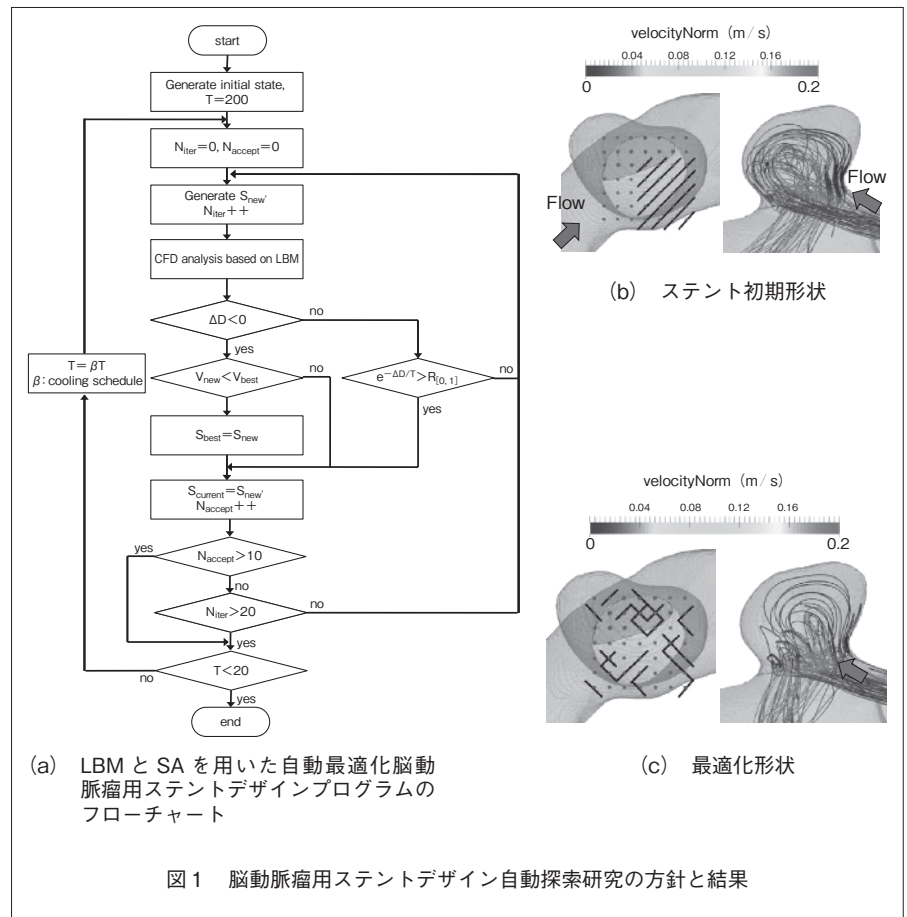 start
Generate initial state,
T=200
N_iter=0, N_accept=0
Generate S_new,
N_iter++
CFD analysis based on LBM
ΔD<0
no
yes
V_new<V_best
no
e^−ΔD/T>R_[0, 1]
no
yes
yes
S_best=S_new
S_current=S_new,
N_accept++
N_accept>10
yes
no
N_iter>20
no
yes
T<20
no
yes
end
T=βT
β: cooling schedule
(a) LBM と SA を用いた自動最適化脳動
脈瘤用ステントデザインプログラムの
フローチャート
velocityNorm (m/s)
0.04 0.08 0.12 0.16
0 0.2
Flow
Flow
(b) ステント初期形状
velocityNorm (m/s)
0.04 0.08 0.12 0.16
0 0.2
(c) 最適化形状
図1 脳動脈瘤用ステントデザイン自動探索研究の方針と結果